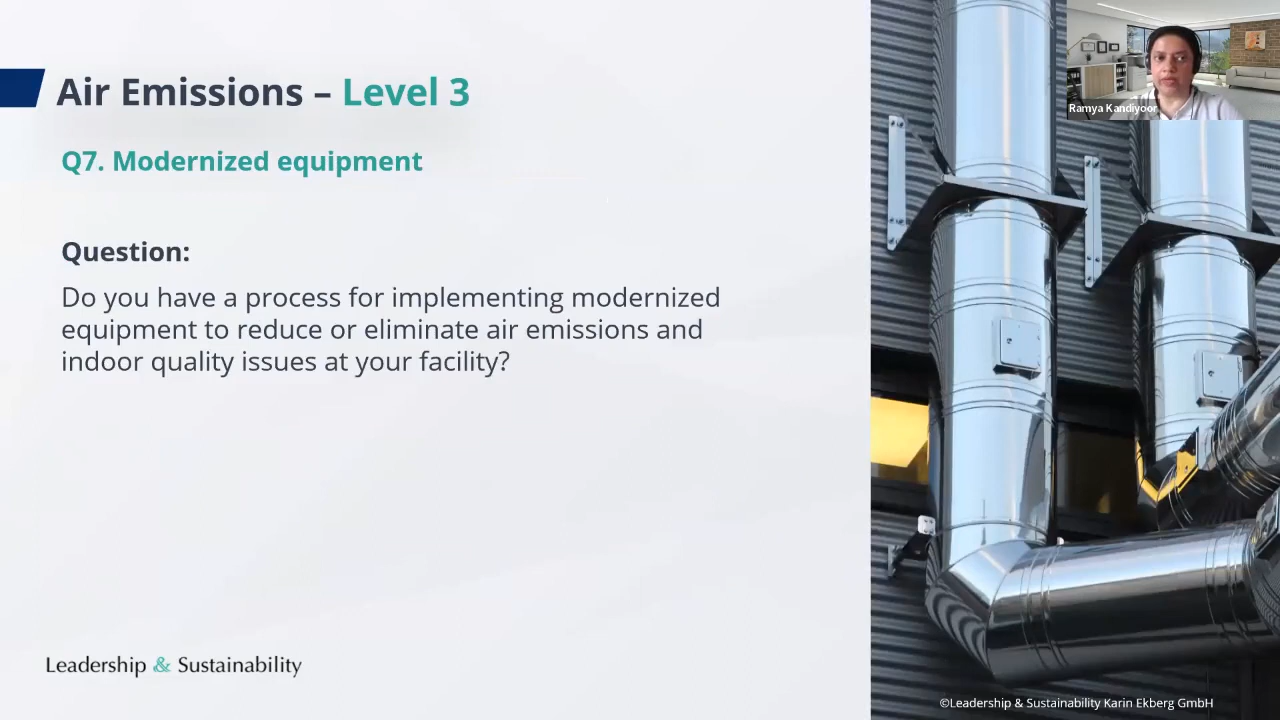 Air Emissions – Level 3
Ramya Kandiyoor
Q7. Modernized equipment
Question:
Do you have a process for implementing modernized
equipment to reduce or eliminate air emissions and
indoor quality issues at your facility?
Leadership & Sustainability
©Leadership & Sustainability Karin Ekberg GmbH